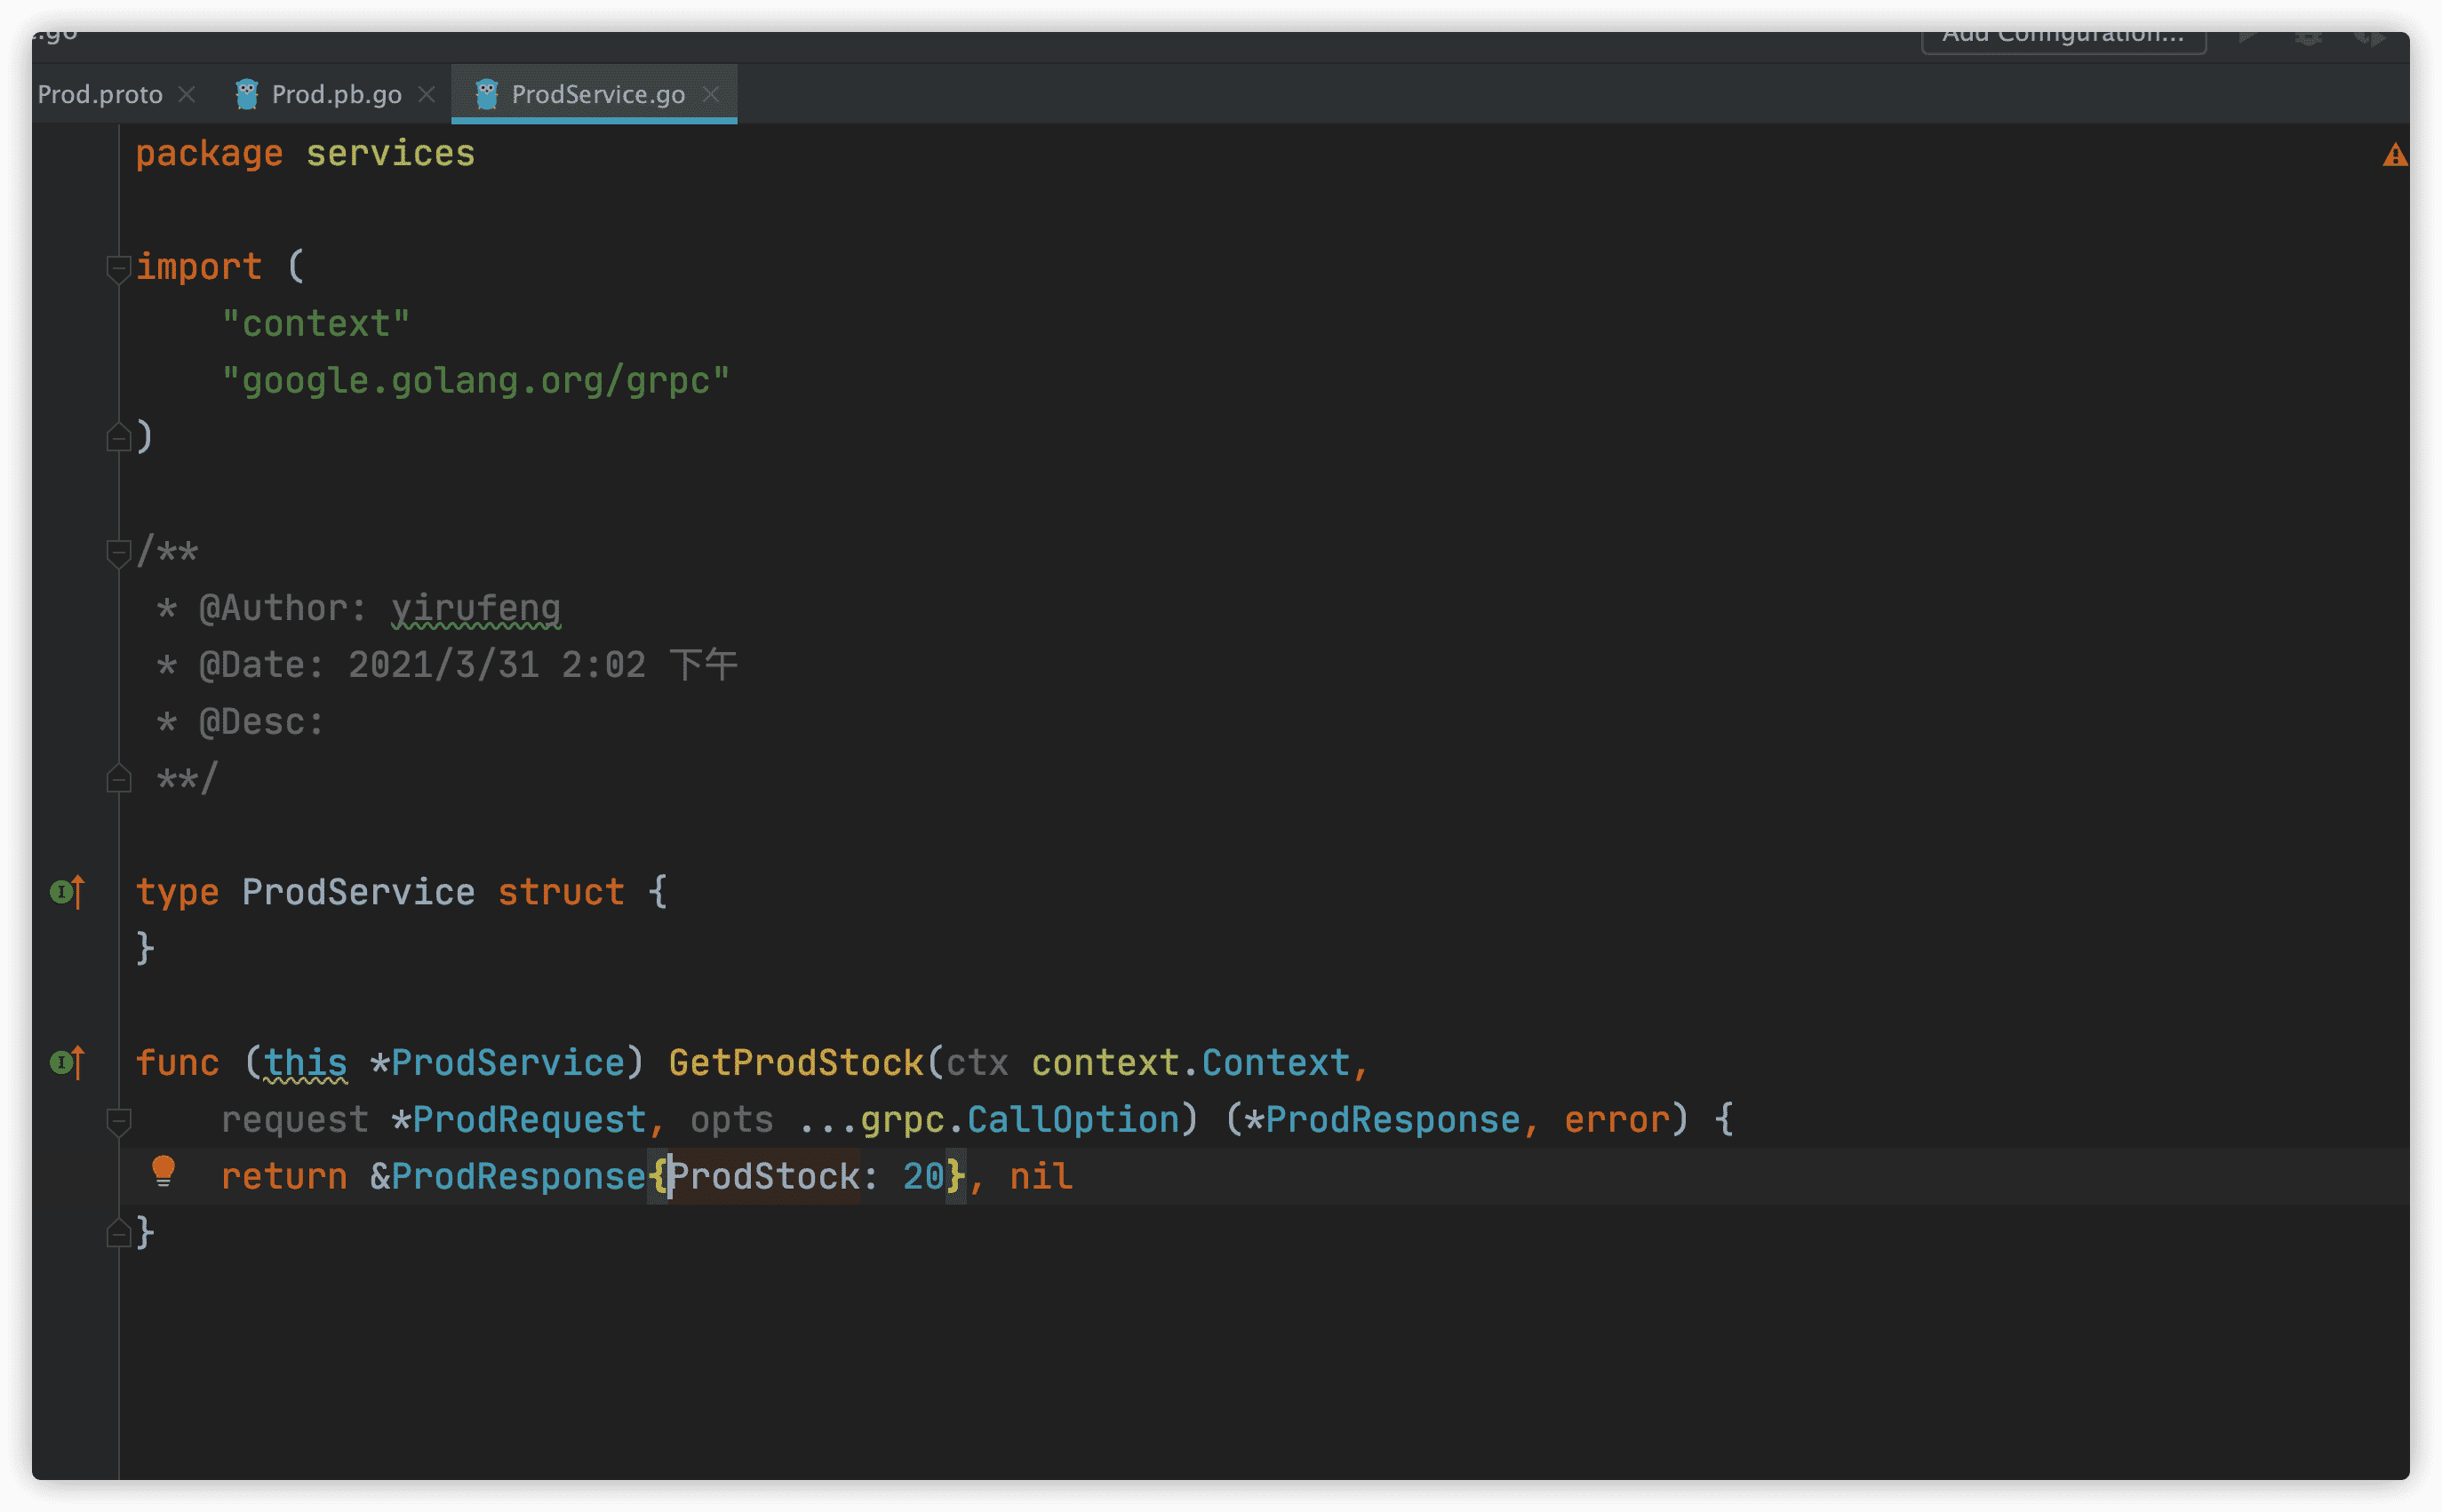 Add Configuration...
Prod.proto Prod.pb.go ProdService.go
package services
import (
"context"
"google.golang.org/grpc"
)
/**
* @Author: yirufeng
* @Date: 2021/3/31 2:02 下午
* @Desc:
**/
type ProdService struct {
}
func (this *ProdService) GetProdStock(ctx context.Context,
request *ProdRequest, opts ...grpc.CallOption) (*ProdResponse, error) {
return &ProdResponse{ProdStock: 20}, nil
}